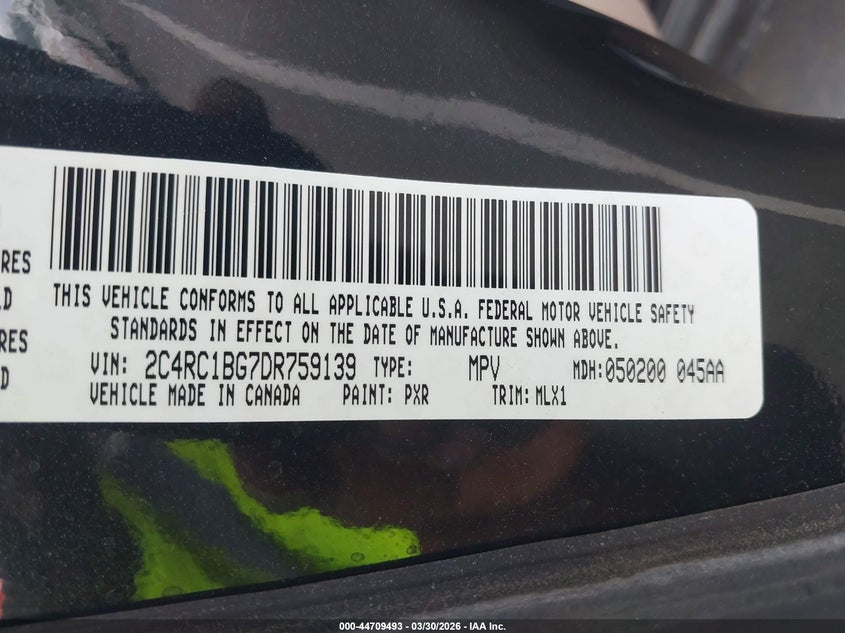 RES
THIS VEHICLE CONFORMS TO ALL APPLICABLE U.S.A. FEDERAL MOTOR VEHICLE SAFETY
D
STANDARDS IN EFFECT ON THE DATE OF MANUFACTURE SHOWN ABOVE.
RES
VIN: 2C4RC1BG7DR759139 TYPE: MPV MDH:050200 045AA
D
VEHICLE MADE IN CANADA PAINT: PXR TRIM: MLX1
000-44709493 - 03/30/2026 - IAA Inc.